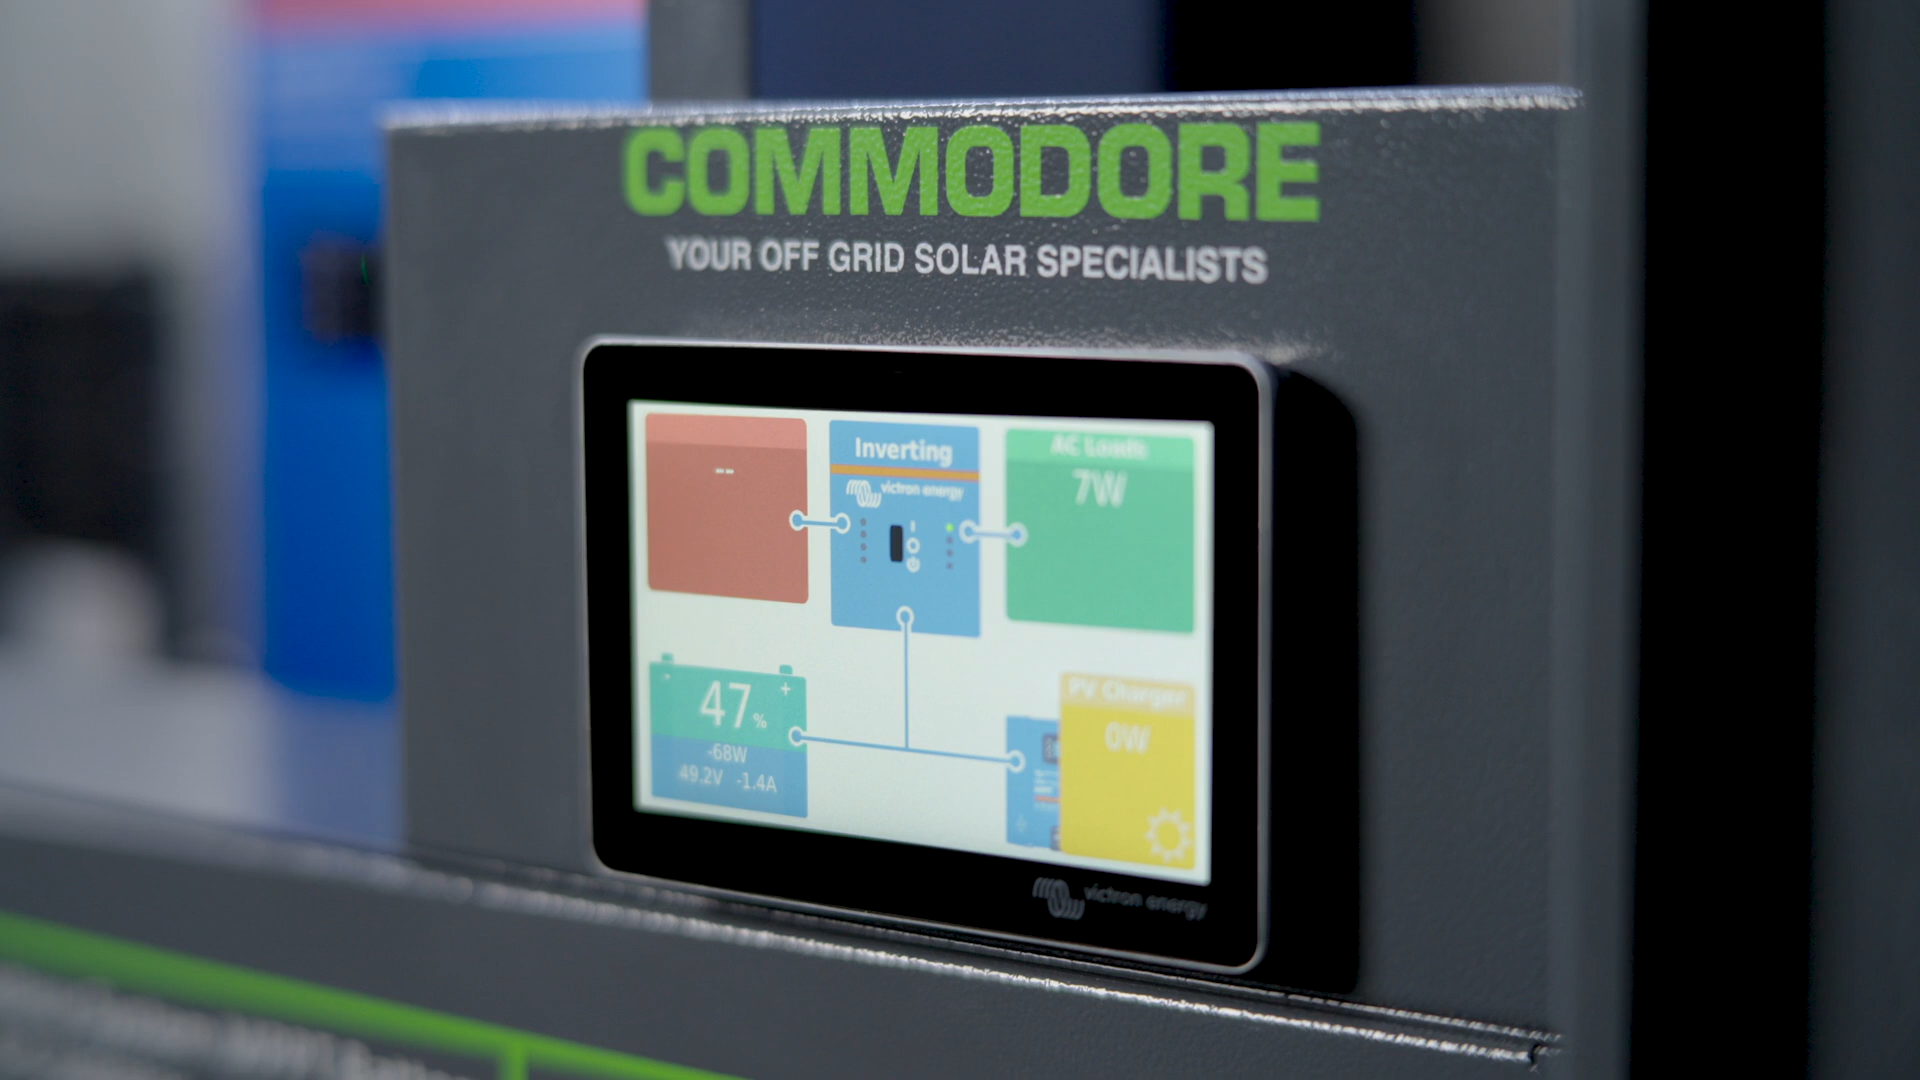 COMMODORE
YOUR OFF GRID SOLAR SPECIALISTS
--
Inverting
victron energy
AC Loads
7W
- +
47%
-68W
49.2V -1.4A
PV Charger
0W
victron energy